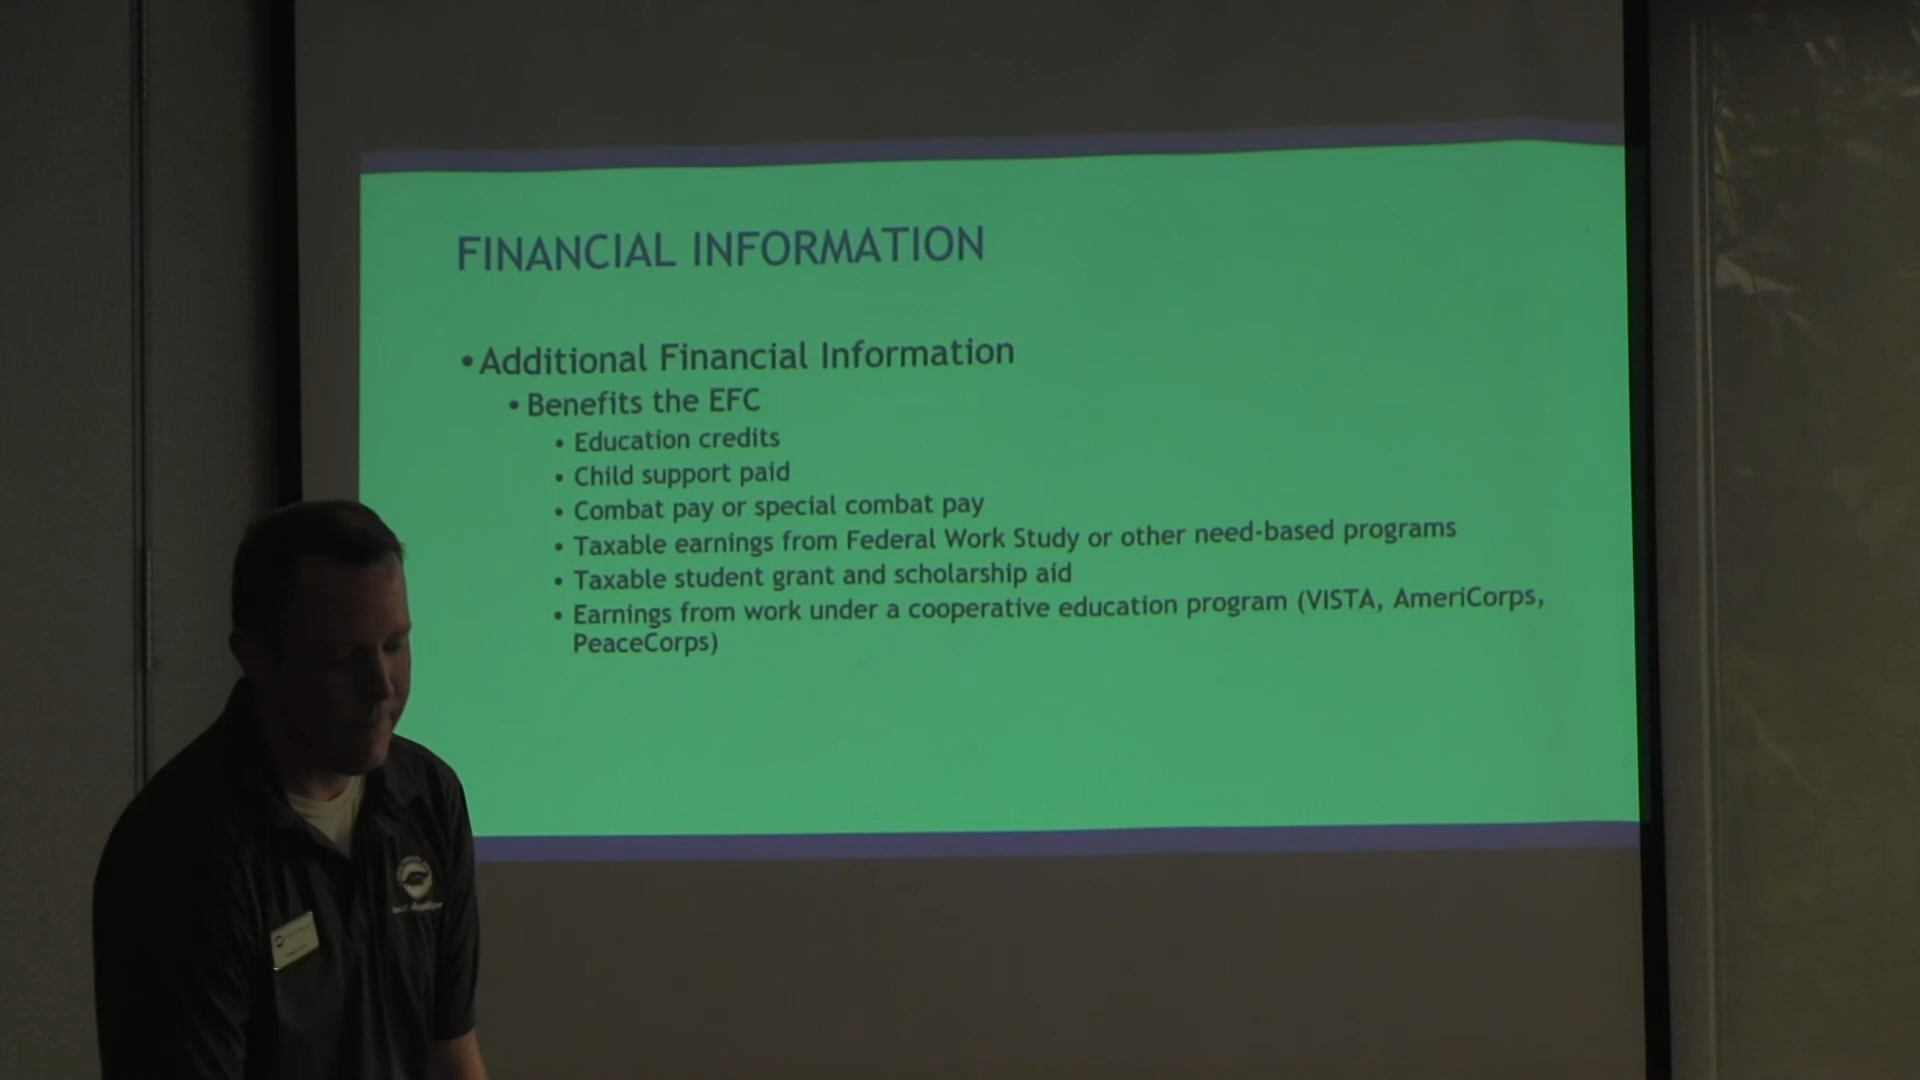 FINANCIAL INFORMATION
• Additional Financial Information
• Benefits the EFC
• Education credits
• Child support paid
• Combat pay or special combat pay
• Taxable earnings from Federal Work Study or other need-based programs
• Taxable student grant and scholarship aid
• Earnings from work under a cooperative education program (VISTA, AmeriCorps,
PeaceCorps)